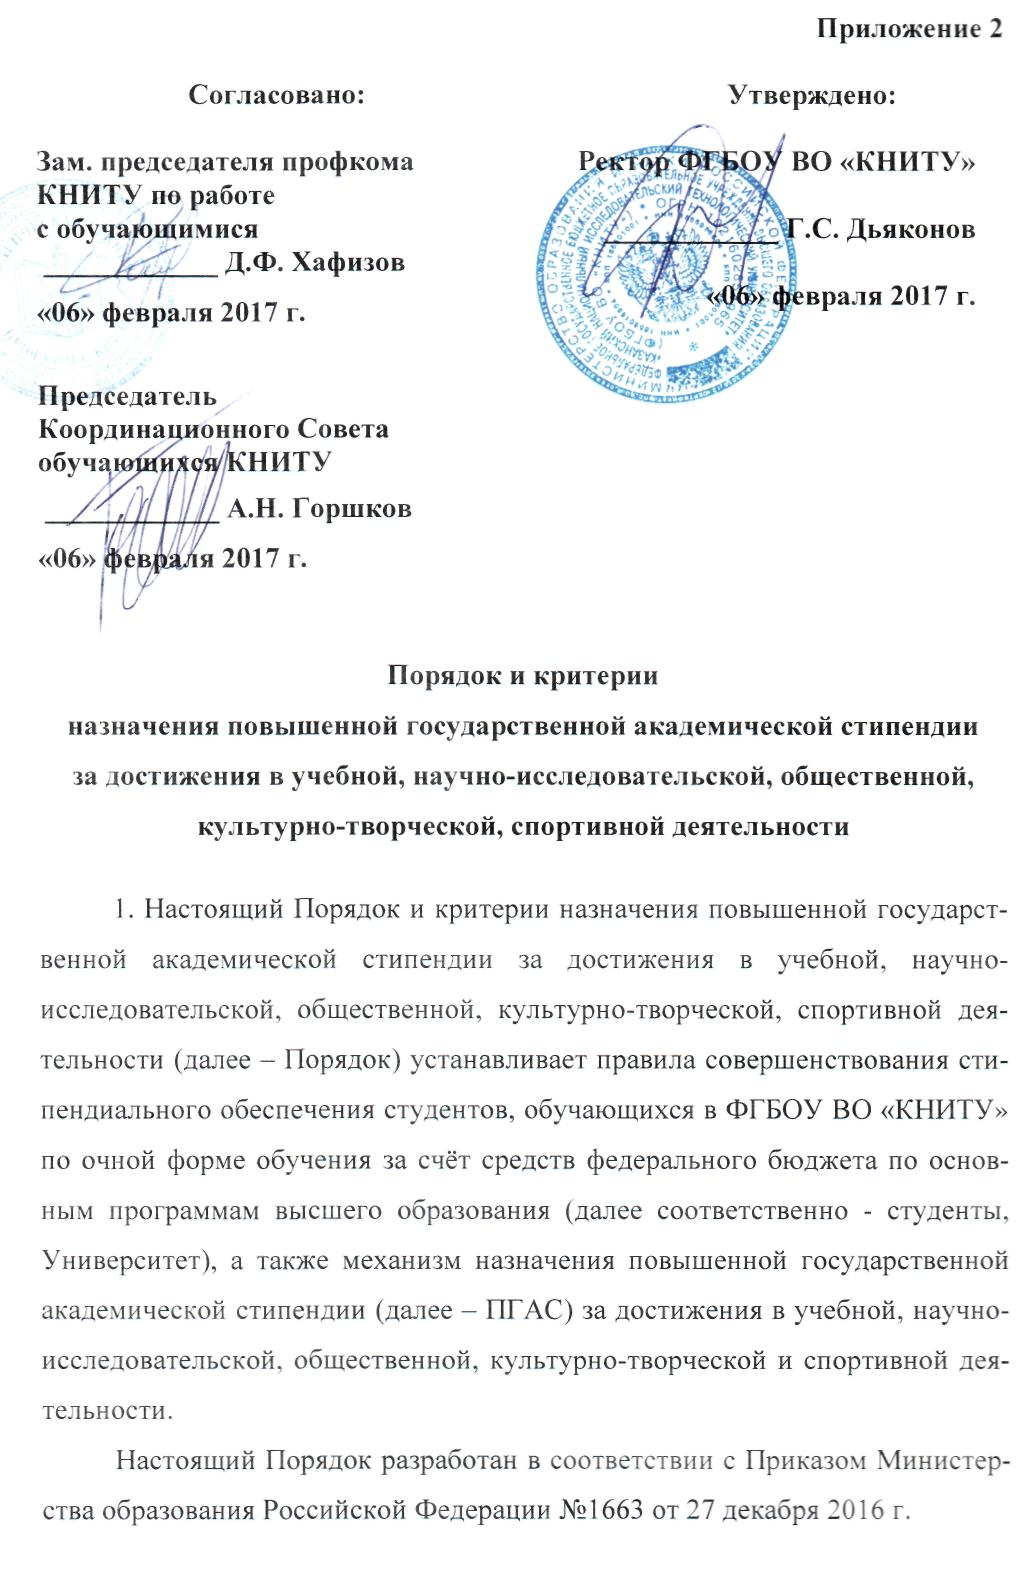 Приложение 2
Согласовано:
Утверждено:
Зам. председателя профкома
КНИТУ по работе
с обучающимися
____________ Д.Ф. Хафизов
«06» февраля 2017 г.
Ректор ФГБОУ ВО «КНИТУ»
____________ Г.С. Дьяконов
«06» февраля 2017 г.
Председатель
Координационного Совета
обучающихся КНИТУ
____________ А.Н. Горшков
«06» февраля 2017 г.
Порядок и критерии
назначения повышенной государственной академической стипендии
за достижения в учебной, научно-исследовательской, общественной,
культурно-творческой, спортивной деятельности
1. Настоящий Порядок и критерии назначения повышенной государст-
венной академической стипендии за достижения в учебной, научно-
исследовательской, общественной, культурно-творческой, спортивной дея-
тельности (далее – Порядок) устанавливает правила совершенствования сти-
пендиального обеспечения студентов, обучающихся в ФГБОУ ВО «КНИТУ»
по очной форме обучения за счёт средств федерального бюджета по основ-
ным программам высшего образования (далее соответственно - студенты,
Университет), а также механизм назначения повышенной государственной
академической стипендии (далее – ПГАС) за достижения в учебной, научно-
исследовательской, общественной, культурно-творческой и спортивной дея-
тельности.
Настоящий Порядок разработан в соответствии с Приказом Министер-
ства образования Российской Федерации №1663 от 27 декабря 2016 г.